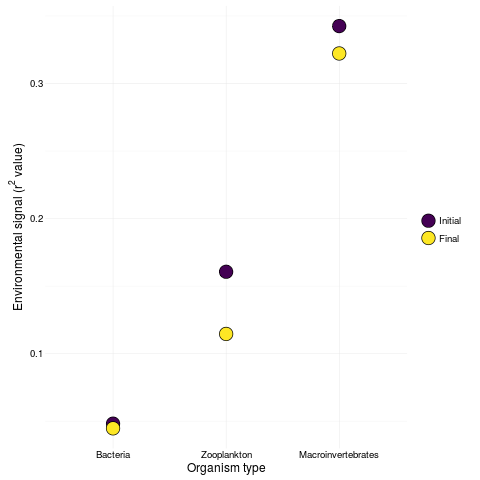 0.3
0.2
0.1
Environmental signal (r² value)
Bacteria Zooplankton Macroinvertebrates
Organism type
Initial
Final